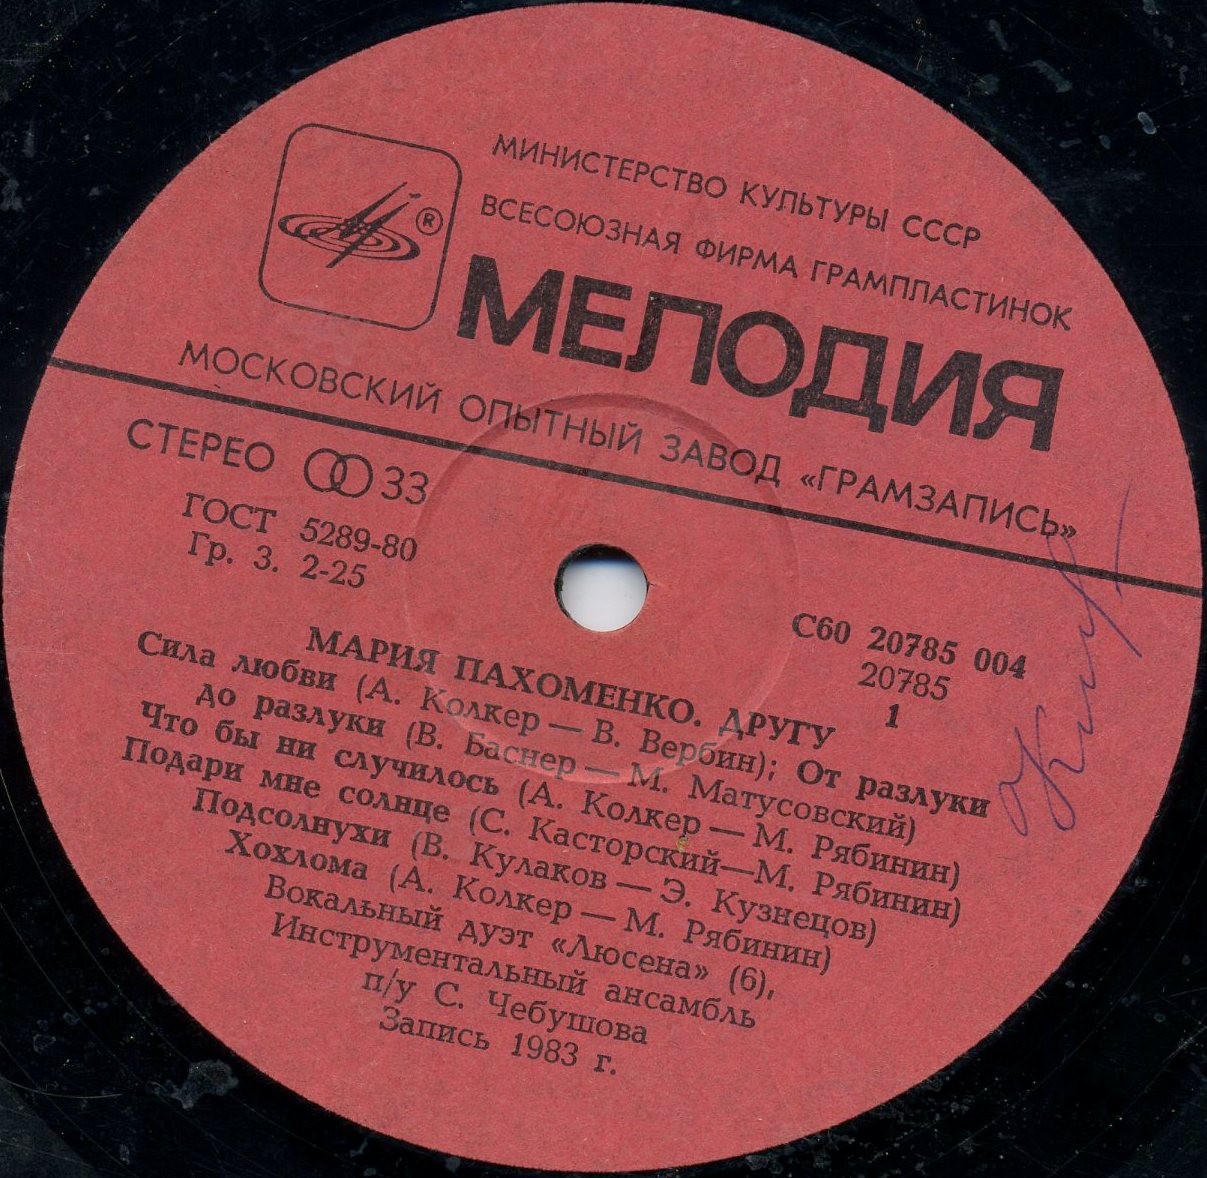 МИНИСТЕРСТВО КУЛЬТУРЫ СССР
ВСЕСОЮЗНАЯ ФИРМА ГРАМПЛАСТИНОК
®
МЕЛОДИЯ
МОСКОВСКИЙ ОПЫТНЫЙ ЗАВОД «ГРАМЗАПИСЬ»
СТЕРЕО 33
ГОСТ 5289-80
Гр. 3. 2-25
С60 20785 004
20785
1
МАРИЯ ПАХОМЕНКО. ДРУГУ
Сила любви (А. Колкер — В. Вербин); От разлуки
до разлуки (В. Баснер — М. Матусовский)
Что бы ни случилось (А. Колкер — М. Рябинин)
Подари мне солнце (С. Касторский—М. Рябинин)
Подсолнухи (В. Кулаков — Э. Кузнецов)
Хохлома (А. Колкер — М. Рябинин)
Вокальный дуэт «Люсена» (6),
Инструментальный ансамбль
п/у С. Чебушова
Запись 1983 г.